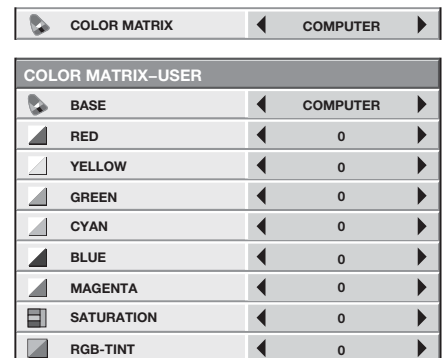 COLOR MATRIX COMPUTER
COLOR MATRIX–USER
BASE COMPUTER
RED 0
YELLOW 0
GREEN 0
CYAN 0
BLUE 0
MAGENTA 0
SATURATION 0
RGB-TINT 0